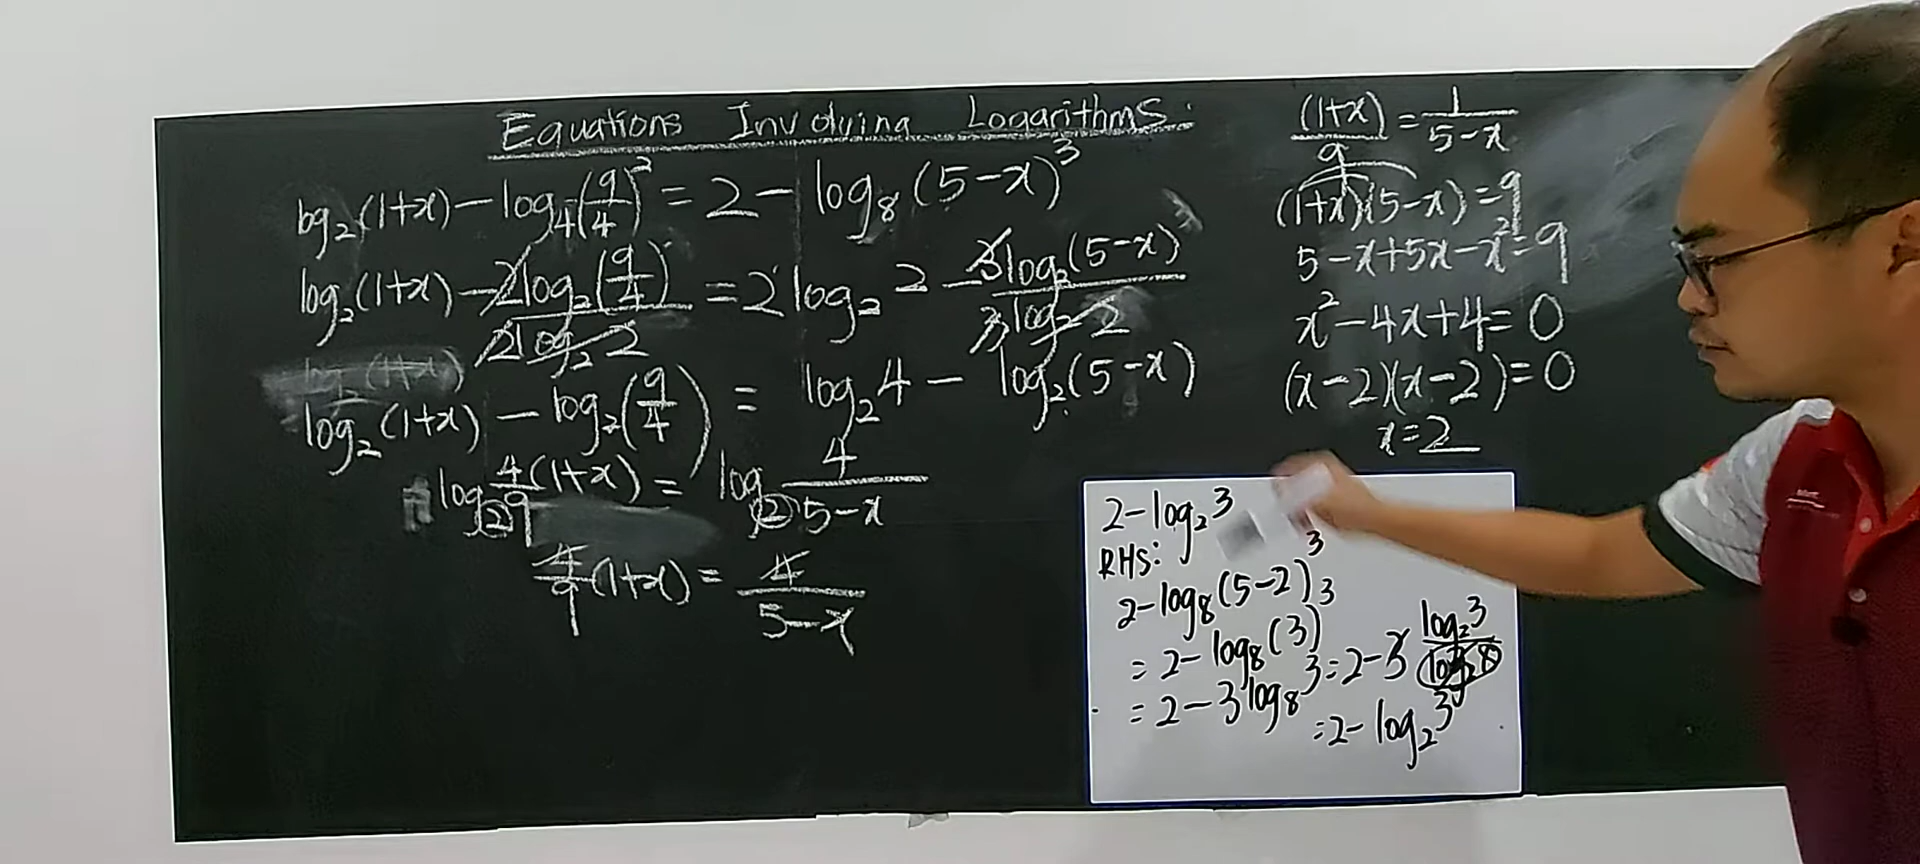 Equations Involving Logarithms:
log₂(1+x) − log₄(9/4)² = 2 − log₈(5−x)³
log₂(1+x) − 2log₂(9/4) / 2log₂2 = 2log₂2 − 3log₂(5−x) / 3log₂2
log₂(1+x)
log₂(1+x) − log₂(9/4) = log₂4 − log₂(5−x)
log₂ 4/9(1+x) = log₂ 4/(5−x)
4/9(1+x) = 4/(5−x)
(1+x)/9 = 1/(5−x)
(1+x)(5−x) = 9
5−x+5x−x² = 9
x²−4x+4=0
(x−2)(x−2)=0
x=2
2−log₂3
RHS:
2−log₈(5−2)³
= 2−log₈(3)³
= 2−3log₈3
= 2−3 log₂3/log₂8
= 2−log₂3